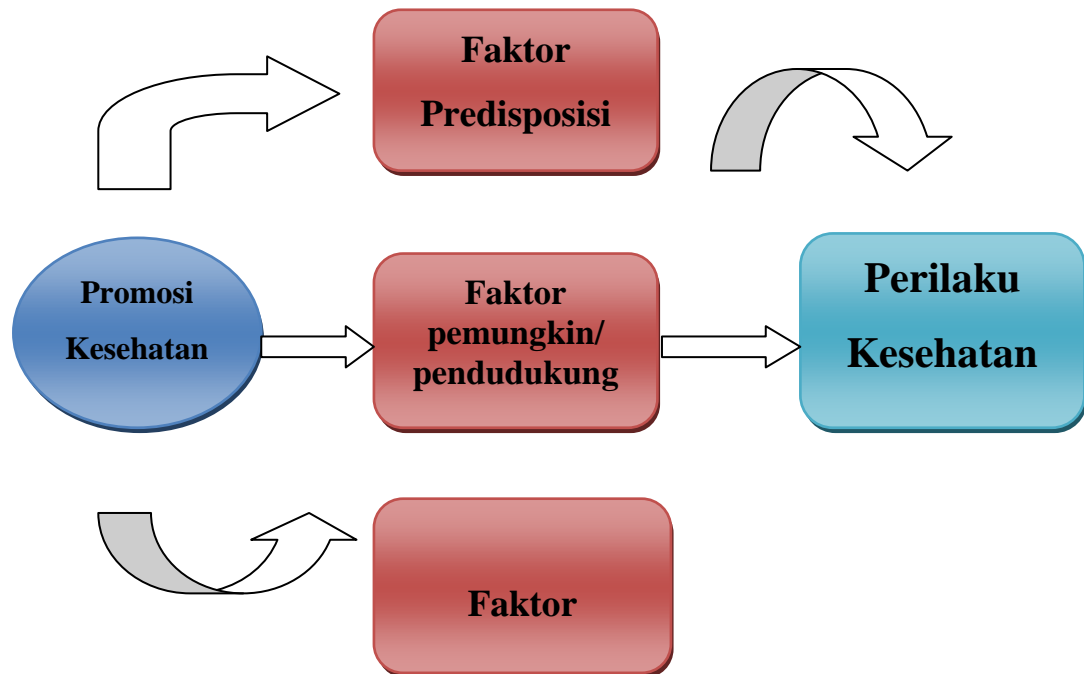 Faktor
Predisposisi
Promosi
Kesehatan
Faktor
pemungkin/
pendudukung
Perilaku
Kesehatan
Faktor